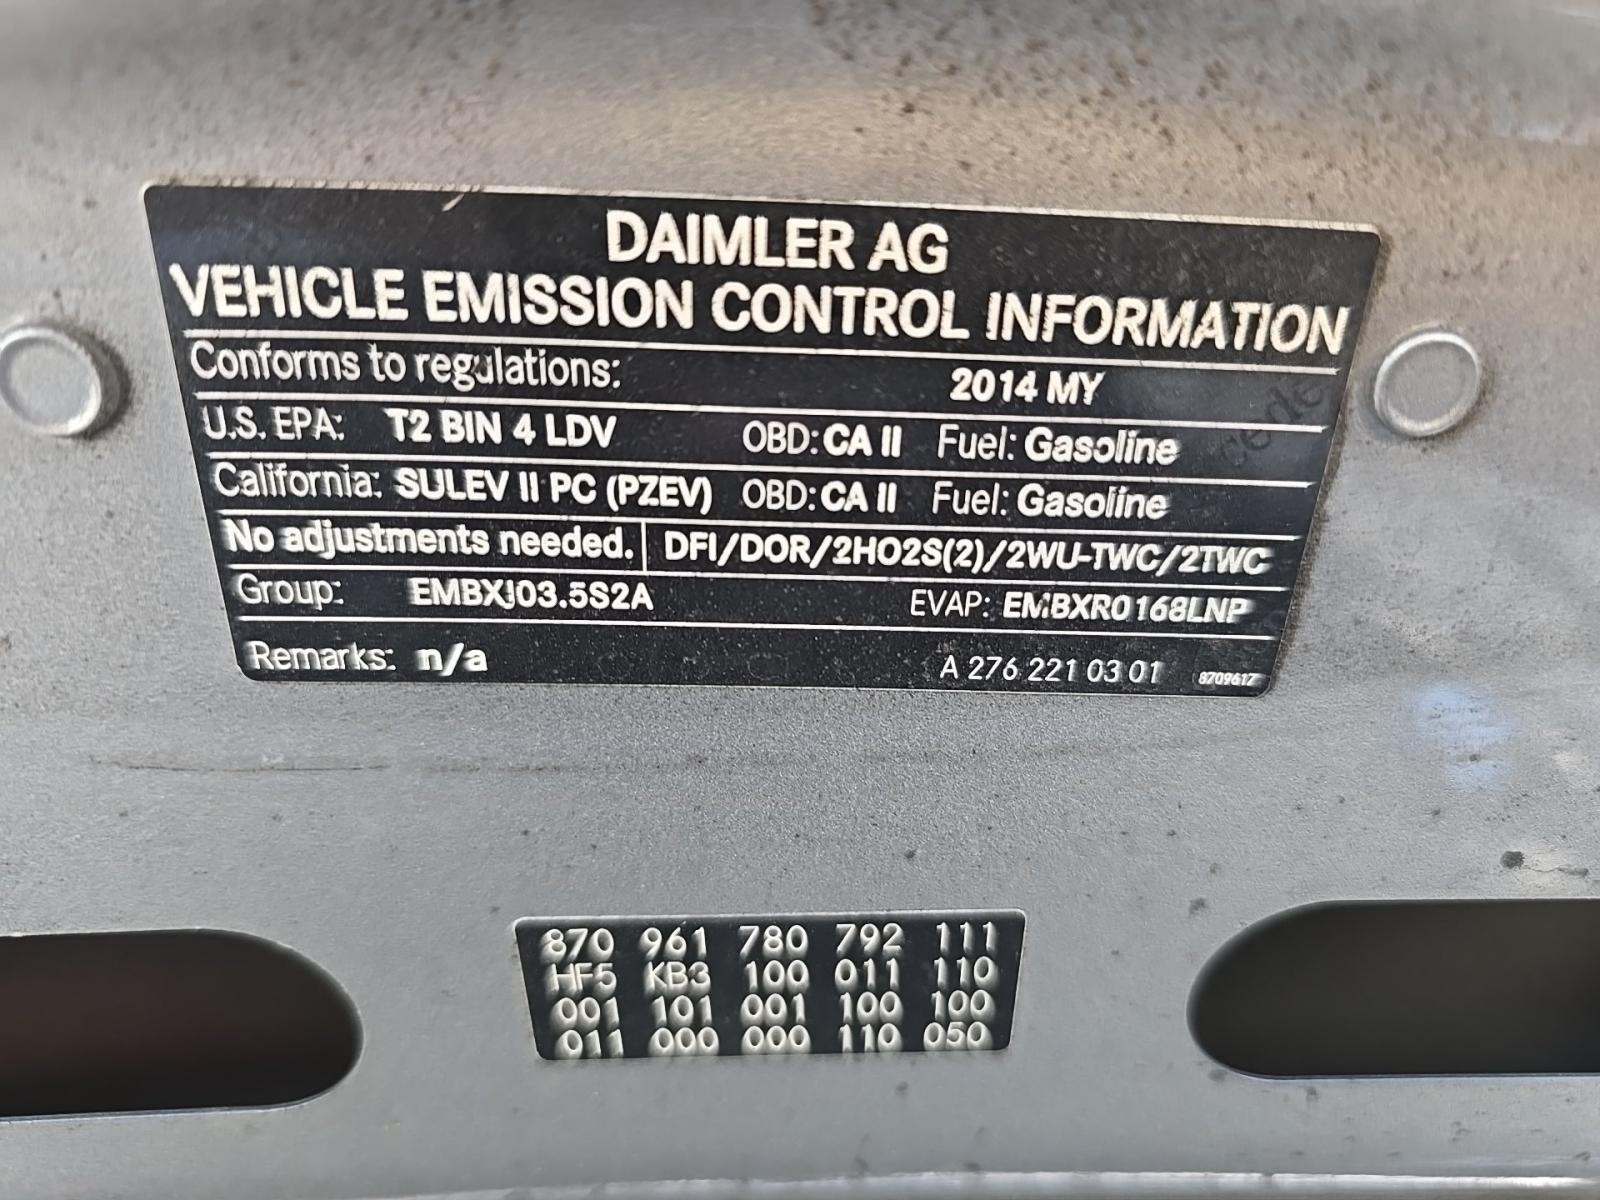 DAIMLER AG
VEHICLE EMISSION CONTROL INFORMATION
Conforms to regulations: 2014 MY
U.S. EPA: T2 BIN 4 LDV OBD: CA II Fuel: Gasoline
California: SULEV II PC (PZEV) OBD: CA II Fuel: Gasoline
No adjustments needed. DFI/DOR/2HO2S(2)/2WU-TWC/2TWC
Group: EMBXJ03.5S2A EVAP: EMBXR0168LNP
Remarks: n/a A 276 221 03 01 8709617
870 961 780 792 111
HF5 KB3 100 011 110
001 101 001 100 100
011 000 000 110 050